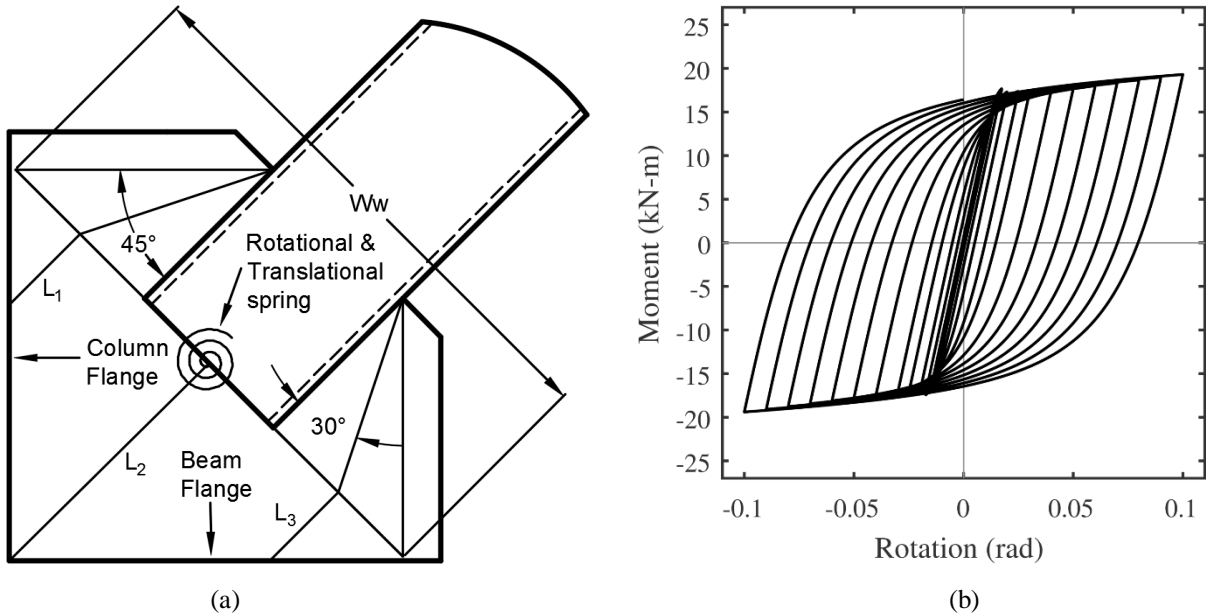 Ww
45°
Rotational &
Translational
spring
L1
Column
Flange
30°
L2
Beam
Flange
L3
(a)
25
20
15
10
5
0
-5
-10
-15
-20
-25
Moment (kN-m)
-0.1
-0.05
0
0.05
0.1
Rotation (rad)
(b)